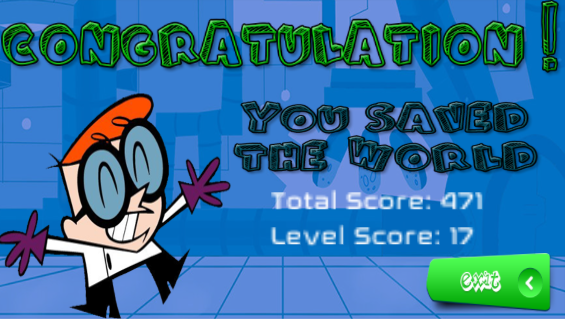 CONGRATULATION!
YOU SAVED
THE WORLD
Total Score: 471
Level Score: 17
exit